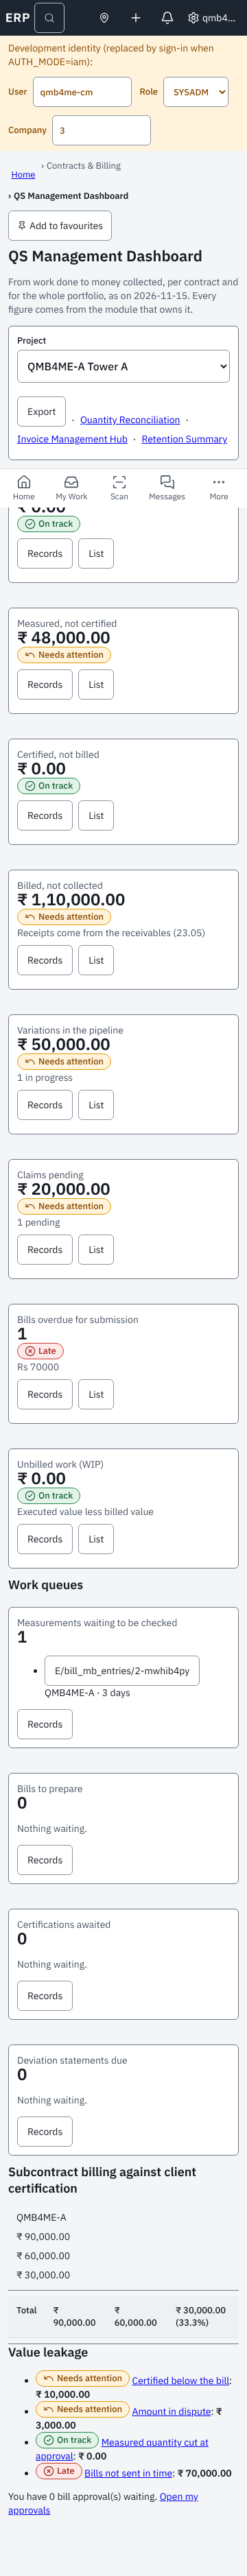 ERP
qmb4...
Development identity (replaced by sign-in when
AUTH_MODE=iam):
User
qmb4me-cm
Role
SYSADM
Company
3
Home
› Contracts & Billing
› QS Management Dashboard
Add to favourites
QS Management Dashboard
From work done to money collected, per contract and
for the whole portfolio, as on 2026-11-15. Every
figure comes from the module that owns it.
Project
QMB4ME-A Tower A
Export · Quantity Reconciliation ·
Invoice Management Hub · Retention Summary
Home
My Work
Scan
Messages
More
₹ 0.00
On track
Records
List
Measured, not certified
₹ 48,000.00
Needs attention
Records
List
Certified, not billed
₹ 0.00
On track
Records
List
Billed, not collected
₹ 1,10,000.00
Needs attention
Receipts come from the receivables (23.05)
Records
List
Variations in the pipeline
₹ 50,000.00
Needs attention
1 in progress
Records
List
Claims pending
₹ 20,000.00
Needs attention
1 pending
Records
List
Bills overdue for submission
1
Late
Rs 70000
Records
List
Unbilled work (WIP)
₹ 0.00
On track
Executed value less billed value
Records
List
Work queues
Measurements waiting to be checked
1
E/bill_mb_entries/2-mwhib4py
QMB4ME-A · 3 days
Records
Bills to prepare
0
Nothing waiting.
Records
Certifications awaited
0
Nothing waiting.
Records
Deviation statements due
0
Nothing waiting.
Records
Subcontract billing against client
certification
QMB4ME-A
₹ 90,000.00
₹ 60,000.00
₹ 30,000.00
Total ₹ 90,000.00 ₹ 60,000.00 ₹ 30,000.00 (33.3%)
Value leakage
Needs attention Certified below the bill:
₹ 10,000.00
Needs attention Amount in dispute: ₹
3,000.00
On track Measured quantity cut at
approval: ₹ 0.00
Late Bills not sent in time: ₹ 70,000.00
You have 0 bill approval(s) waiting. Open my
approvals